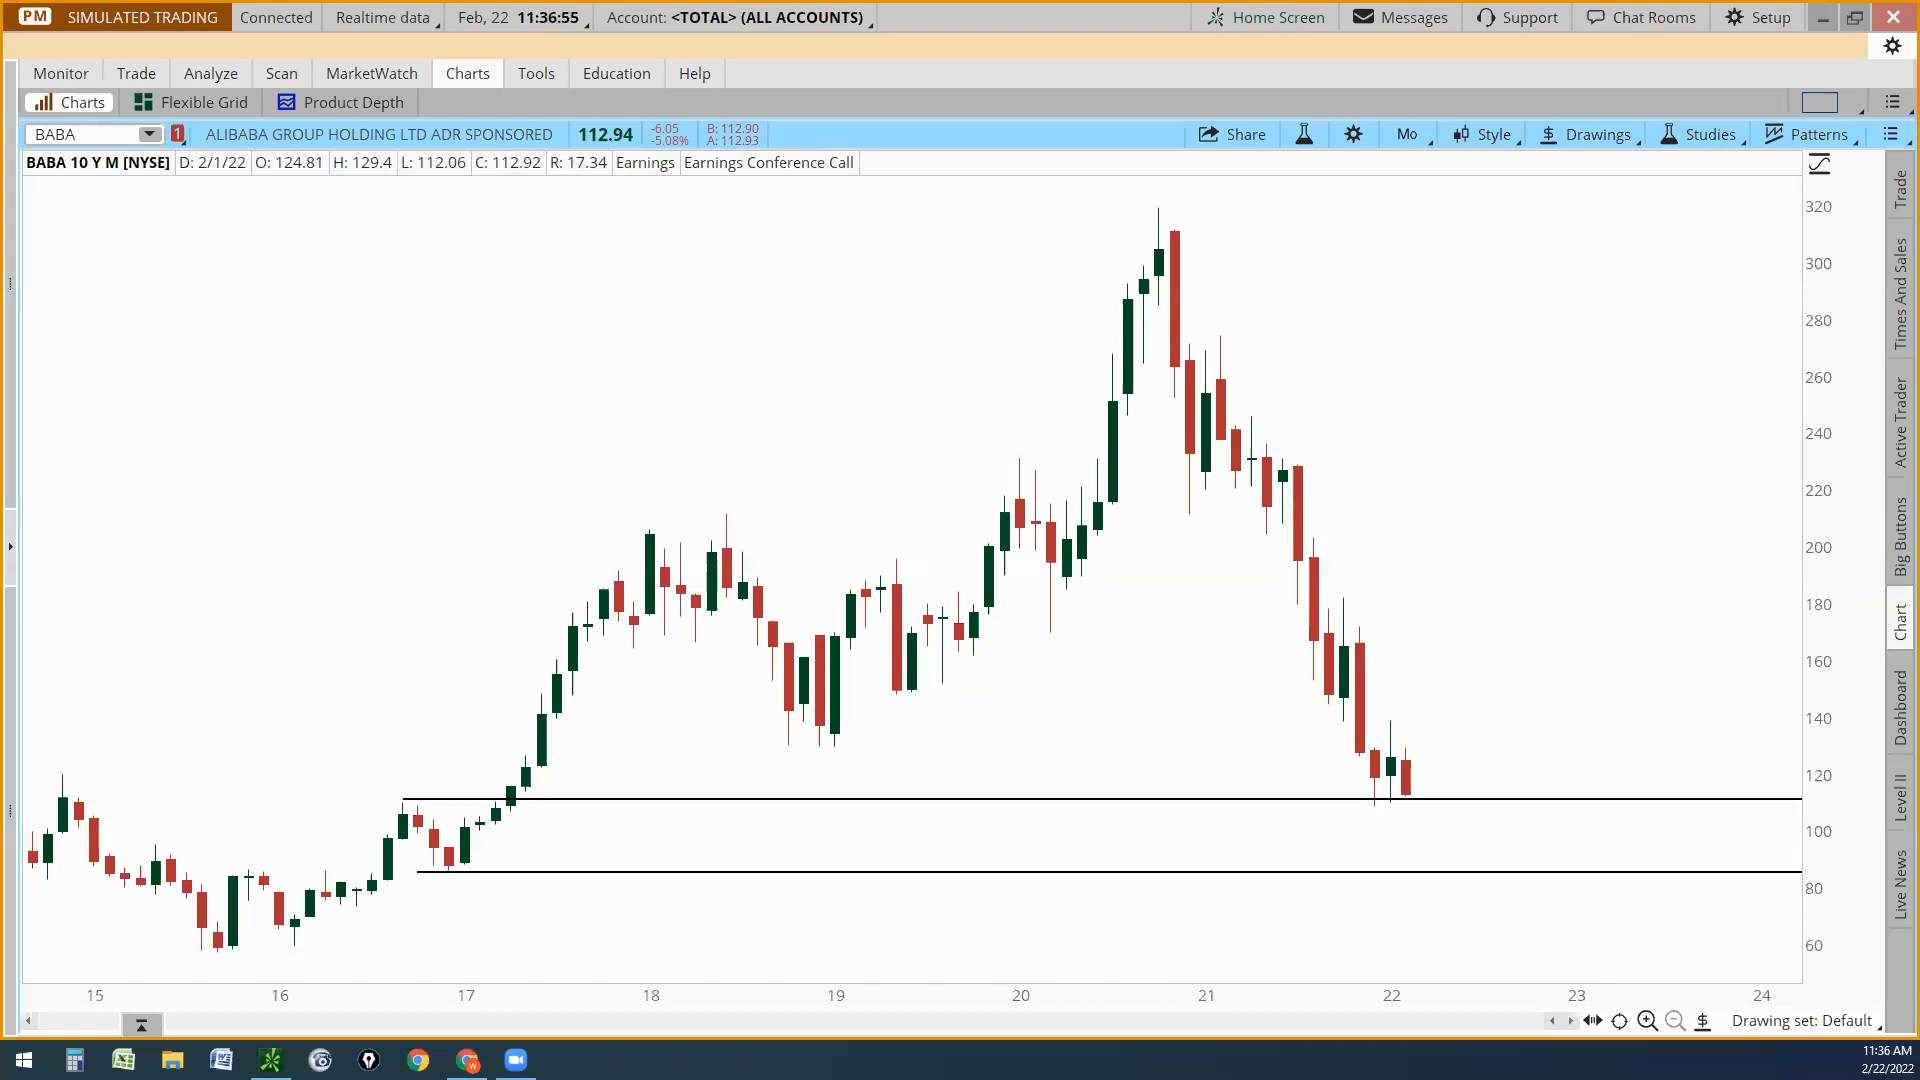 PM SIMULATED TRADING Connected Realtime data Feb, 22 11:36:55 Account: <TOTAL> (ALL ACCOUNTS) Home Screen Messages Support Chat Rooms Setup
Monitor Trade Analyze Scan MarketWatch Charts Tools Education Help
Charts Flexible Grid Product Depth
BABA 1 ALIBABA GROUP HOLDING LTD ADR SPONSORED 112.94 -6.05 B: 112.90 Share Mo Style $ Drawings Studies Patterns
-5.08% A: 112.93
BABA 10 Y M [NYSE] D: 2/1/22 O: 124.81 H: 129.4 L: 112.06 C: 112.92 R: 17.34 Earnings Earnings Conference Call
320
300
280
260
240
220
200
180
160
140
120
100
80
60
15 16 17 18 19 20 21 22 23 24
Trade
Times And Sales
Active Trader
Big Buttons
Chart
Dashboard
Level II
Live News
$ Drawing set: Default
11:36 AM
2/22/2022